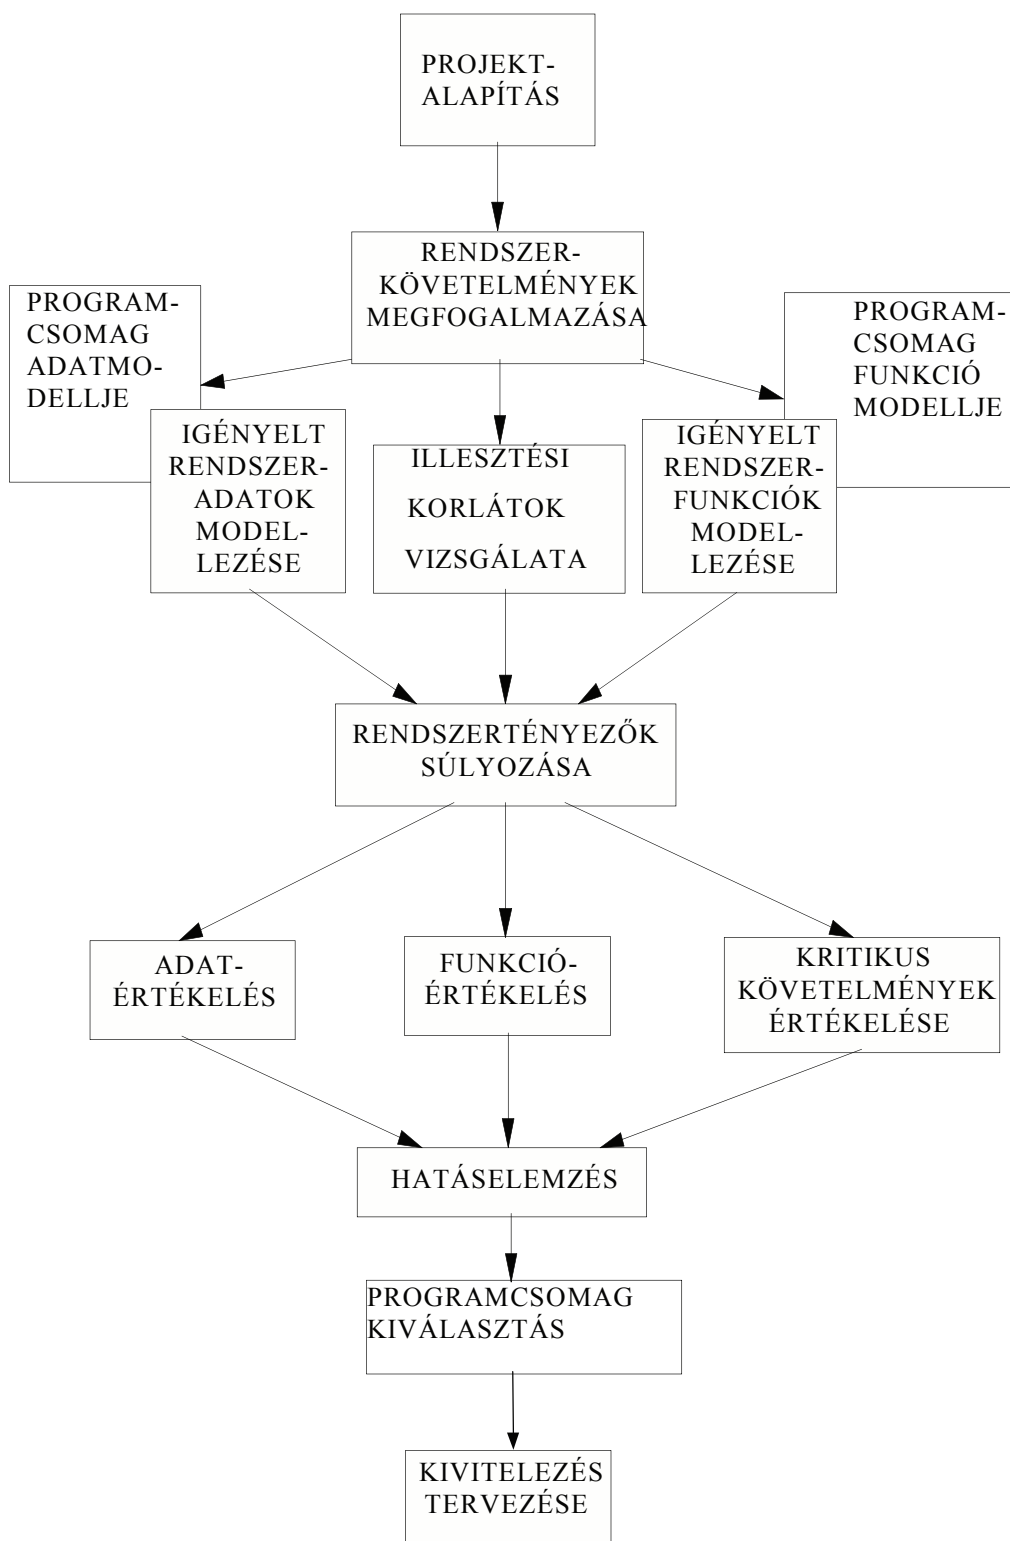 PROJEKT-
ALAPÍTÁS
RENDSZER-
KÖVETELMÉNYEK
MEGFOGALMAZÁSA
PROGRAM-
CSOMAG
ADATMO-
DELLJE
PROGRAM-
CSOMAG
FUNKCIÓ
MODELLJE
IGÉNYELT
RENDSZER-
ADATOK
MODEL-
LEZÉSE
ILLESZTÉSI
KORLÁTOK
VIZSGÁLATA
IGÉNYELT
RENDSZER-
FUNKCIÓK
MODEL-
LEZÉSE
RENDSZERTÉNYEZŐK
SÚLYOZÁSA
ADAT-
ÉRTÉKELÉS
FUNKCIÓ-
ÉRTÉKELÉS
KRITIKUS
KÖVETELMÉNYEK
ÉRTÉKELÉSE
HATÁSELEMZÉS
PROGRAMCSOMAG
KIVÁLASZTÁS
KIVITELEZÉS
TERVEZÉSE